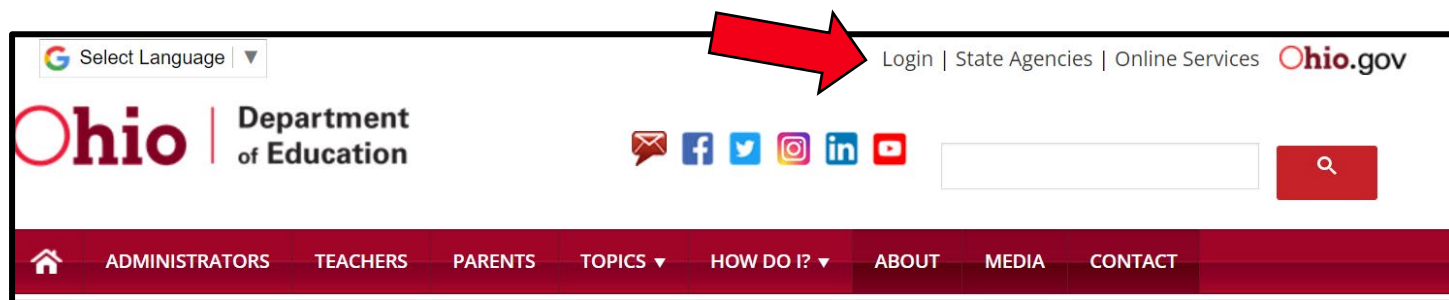 Select Language ▼
Login | State Agencies | Online Services Ohio.gov
Ohio Department
of Education
ADMINISTRATORS TEACHERS PARENTS TOPICS ▼ HOW DO I? ▼ ABOUT MEDIA CONTACT